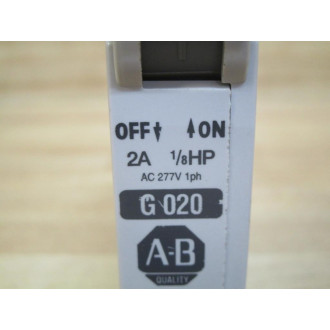 OFF ↓ ↑ ON
2A 1/8HP
AC 277V 1ph
G 020
A-B
QUALITY